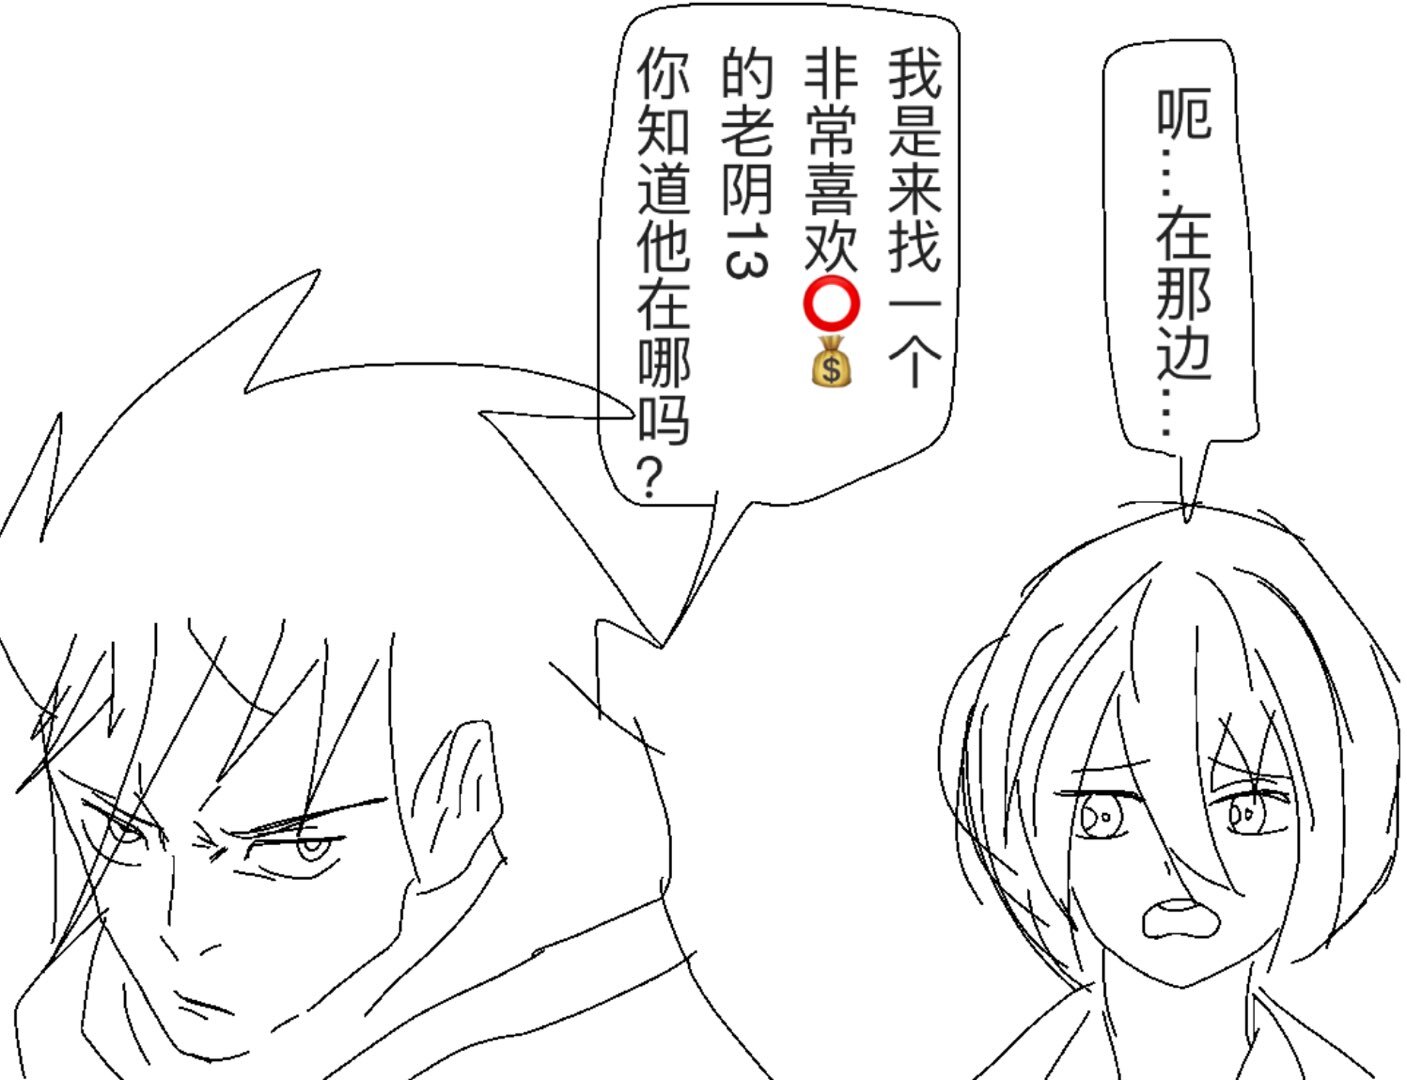 我是来找一个
非常喜欢⭕💰
的老阴13
你知道他在哪吗？
呃…在那边…